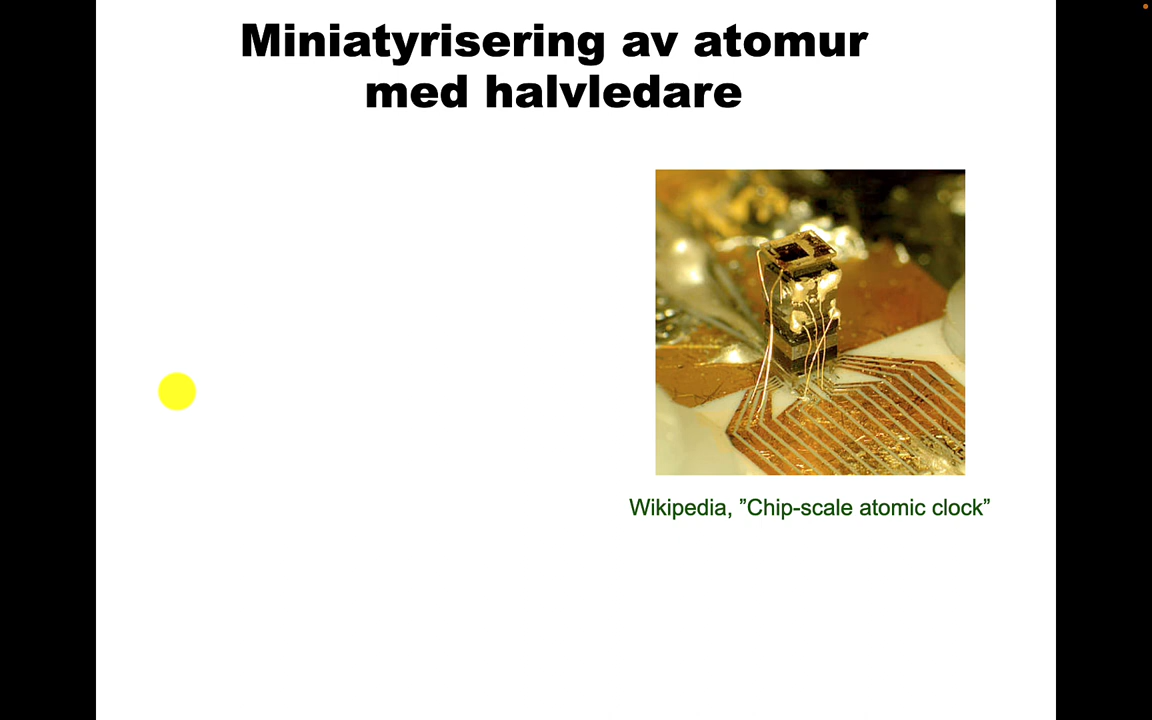 Miniatyrisering av atomur
med halvledare
Wikipedia, ”Chip-scale atomic clock”